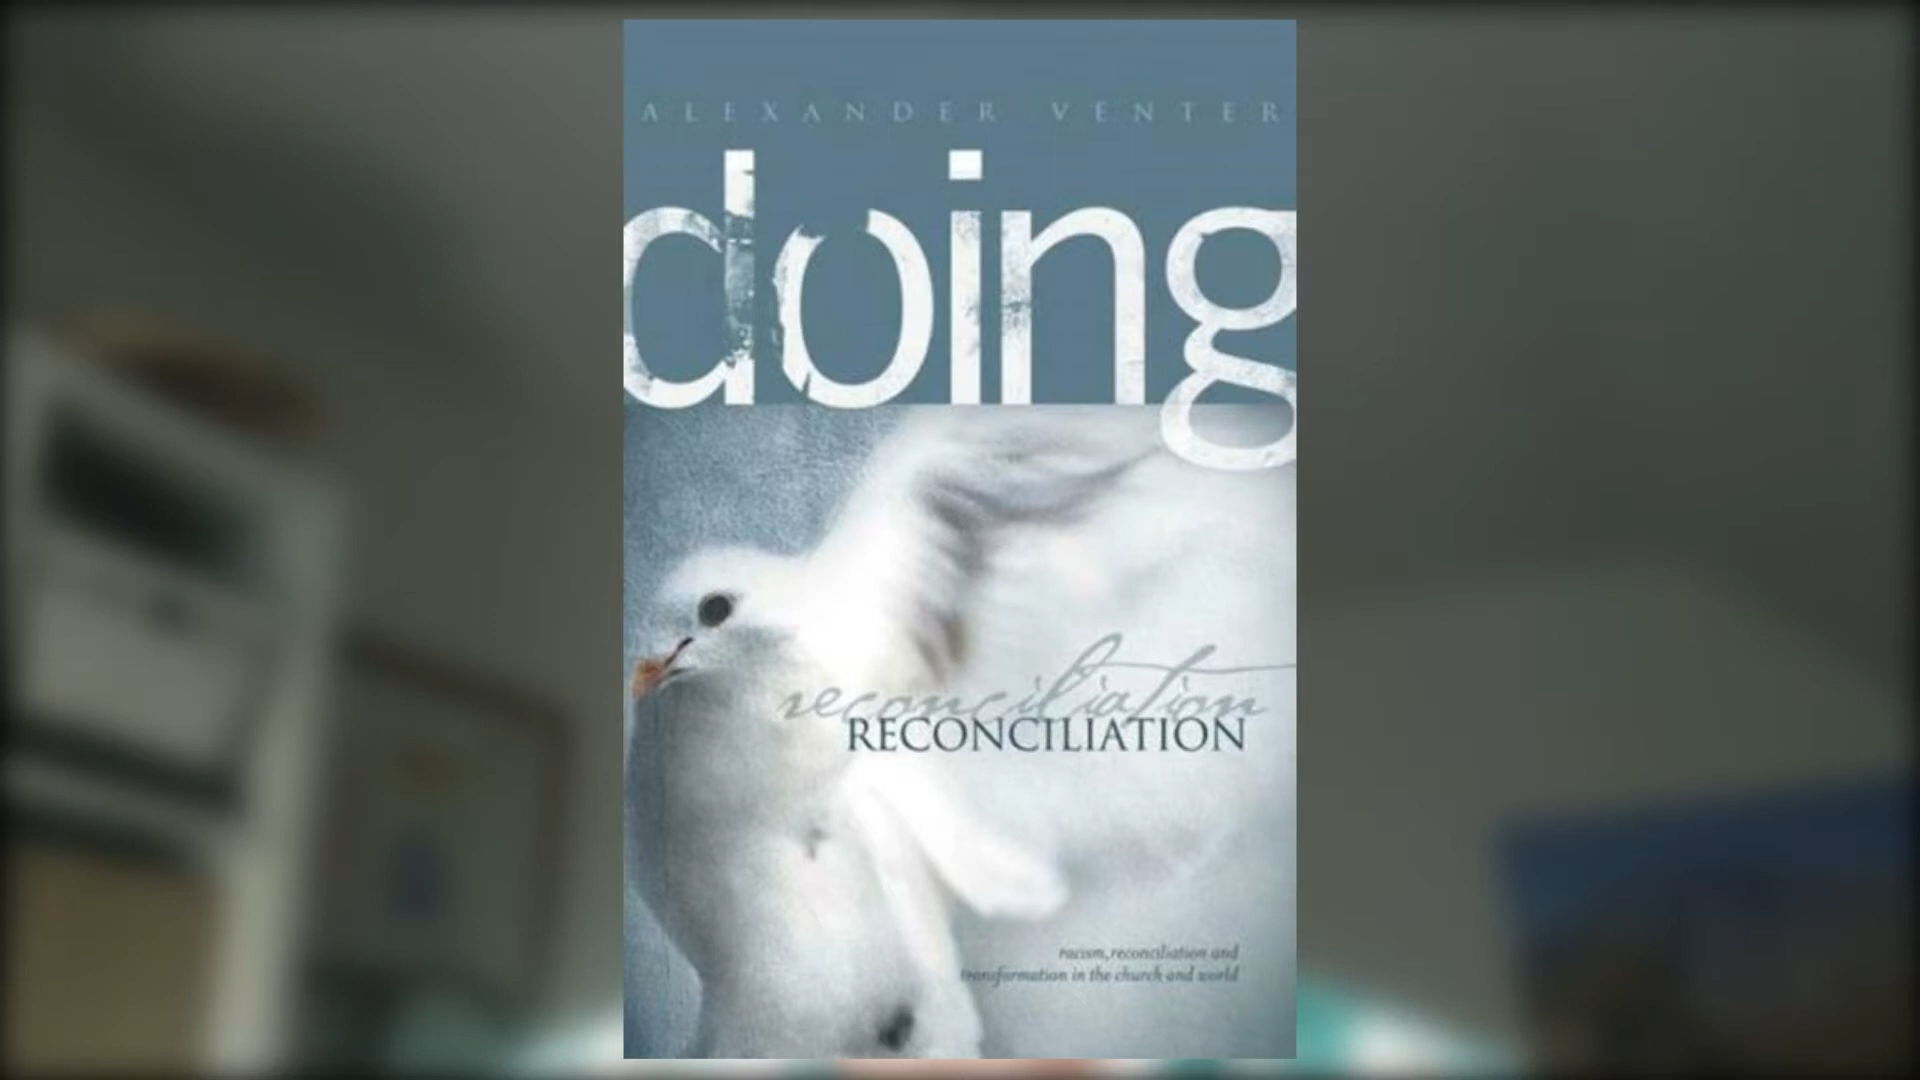 ALEXANDER VENTER
doing
reconciliation
RECONCILIATION
racism, reconciliation and
transformation in the church and world